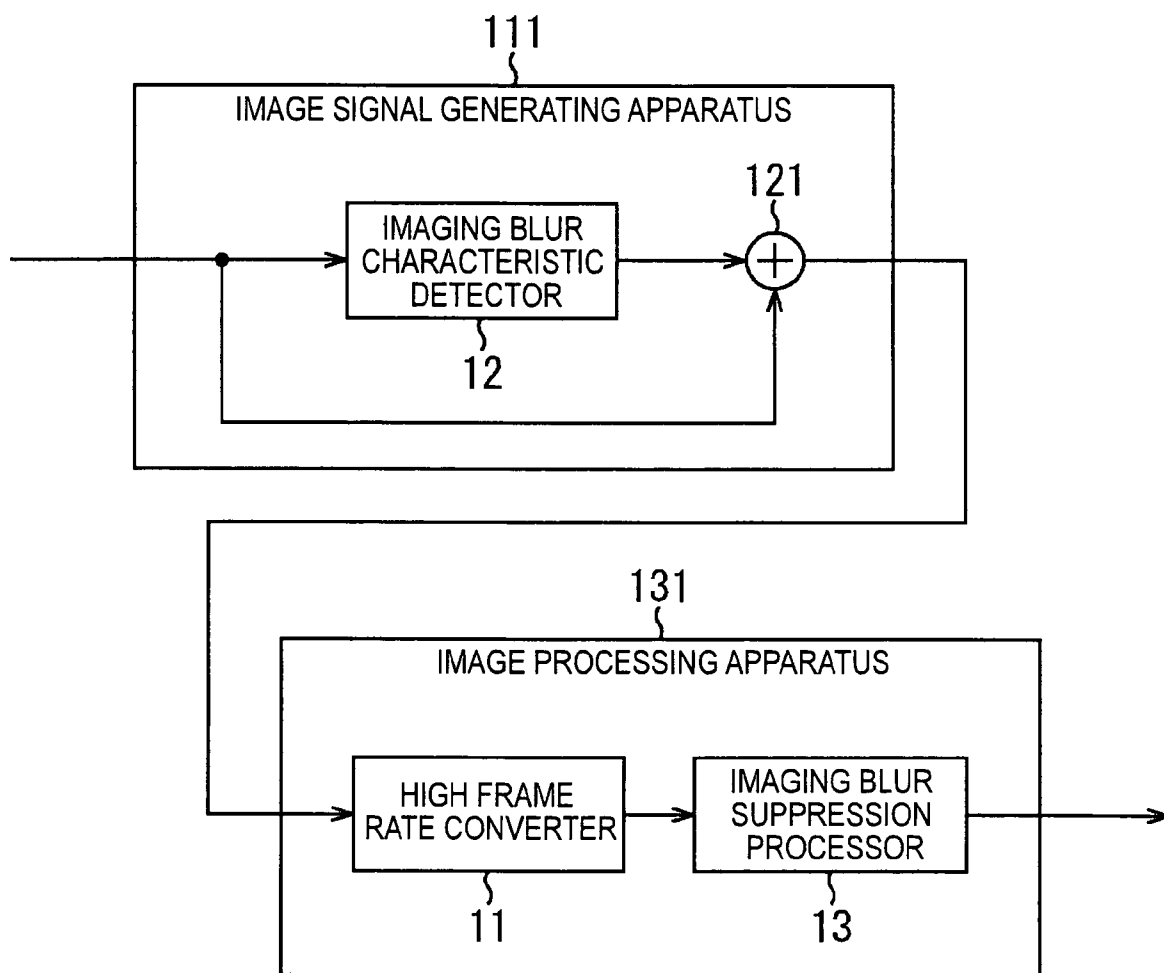 111
IMAGE SIGNAL GENERATING APPARATUS
121
IMAGING BLUR
CHARACTERISTIC
DETECTOR
+
12
131
IMAGE PROCESSING APPARATUS
HIGH FRAME
RATE CONVERTER
IMAGING BLUR
SUPPRESSION
PROCESSOR
11
13